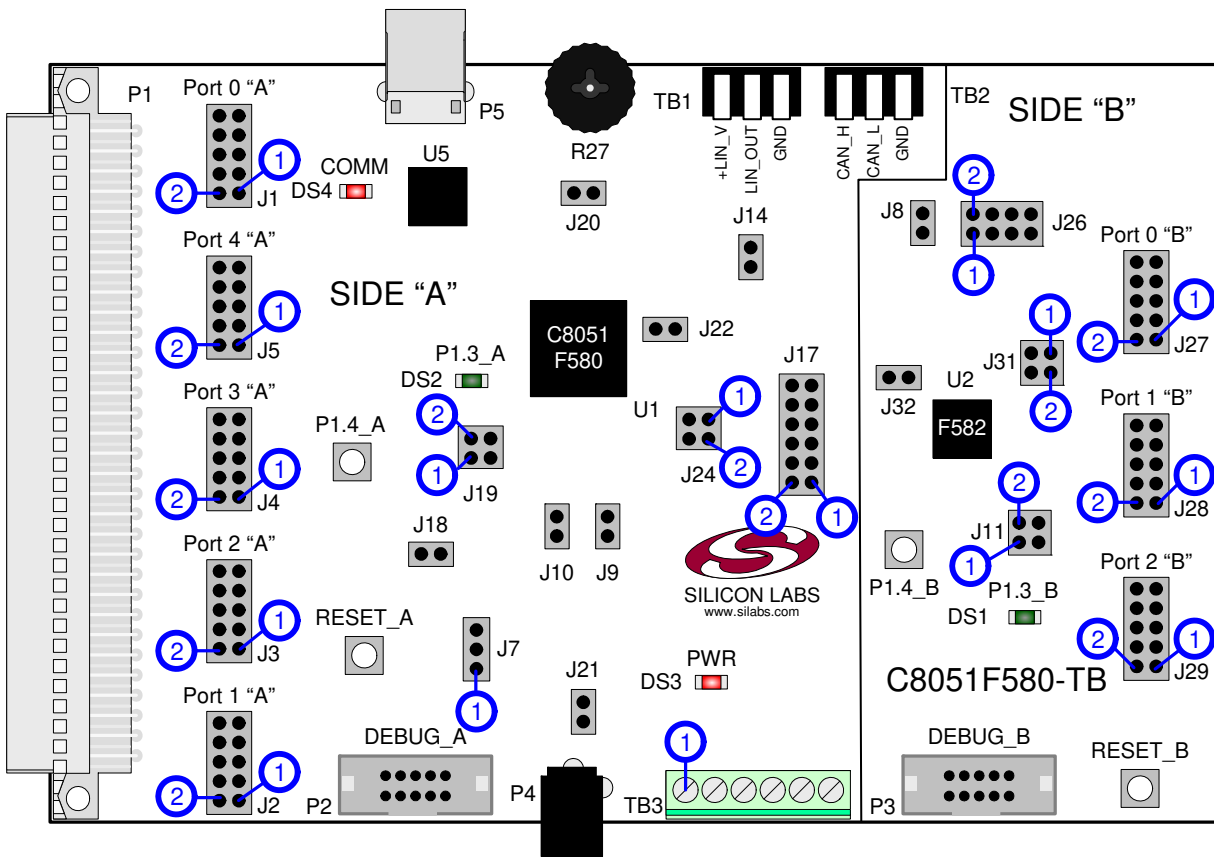 P1
Port 0 “A”
1
2
J1
COMM
DS4
P5
U5
R27
J20
TB1
+LIN_V
LIN_OUT
GND
CAN_H
CAN_L
GND
TB2
SIDE “B”
J14
J8
2
1
J26
Port 0 “B”
1
2
J27
Port 4 “A”
1
2
J5
SIDE “A”
C8051
F580
U1
J22
J17
2
1
J24
1
2
J31
1
2
J32
U2
F582
P1.3_A
DS2
2
1
J19
Port 3 “A”
1
2
J4
P1.4_A
J18
J10
J9
SILICON LABS
www.silabs.com
Port 1 “B”
1
2
J28
J11
2
1
P1.4_B
P1.3_B
DS1
Port 2 “A”
1
2
J3
RESET_A
J7
1
J21
PWR
DS3
Port 2 “B”
2
1
J29
C8051F580-TB
Port 1 “A”
1
2
J2
DEBUG_A
P2
P4
1
TB3
DEBUG_B
P3
RESET_B